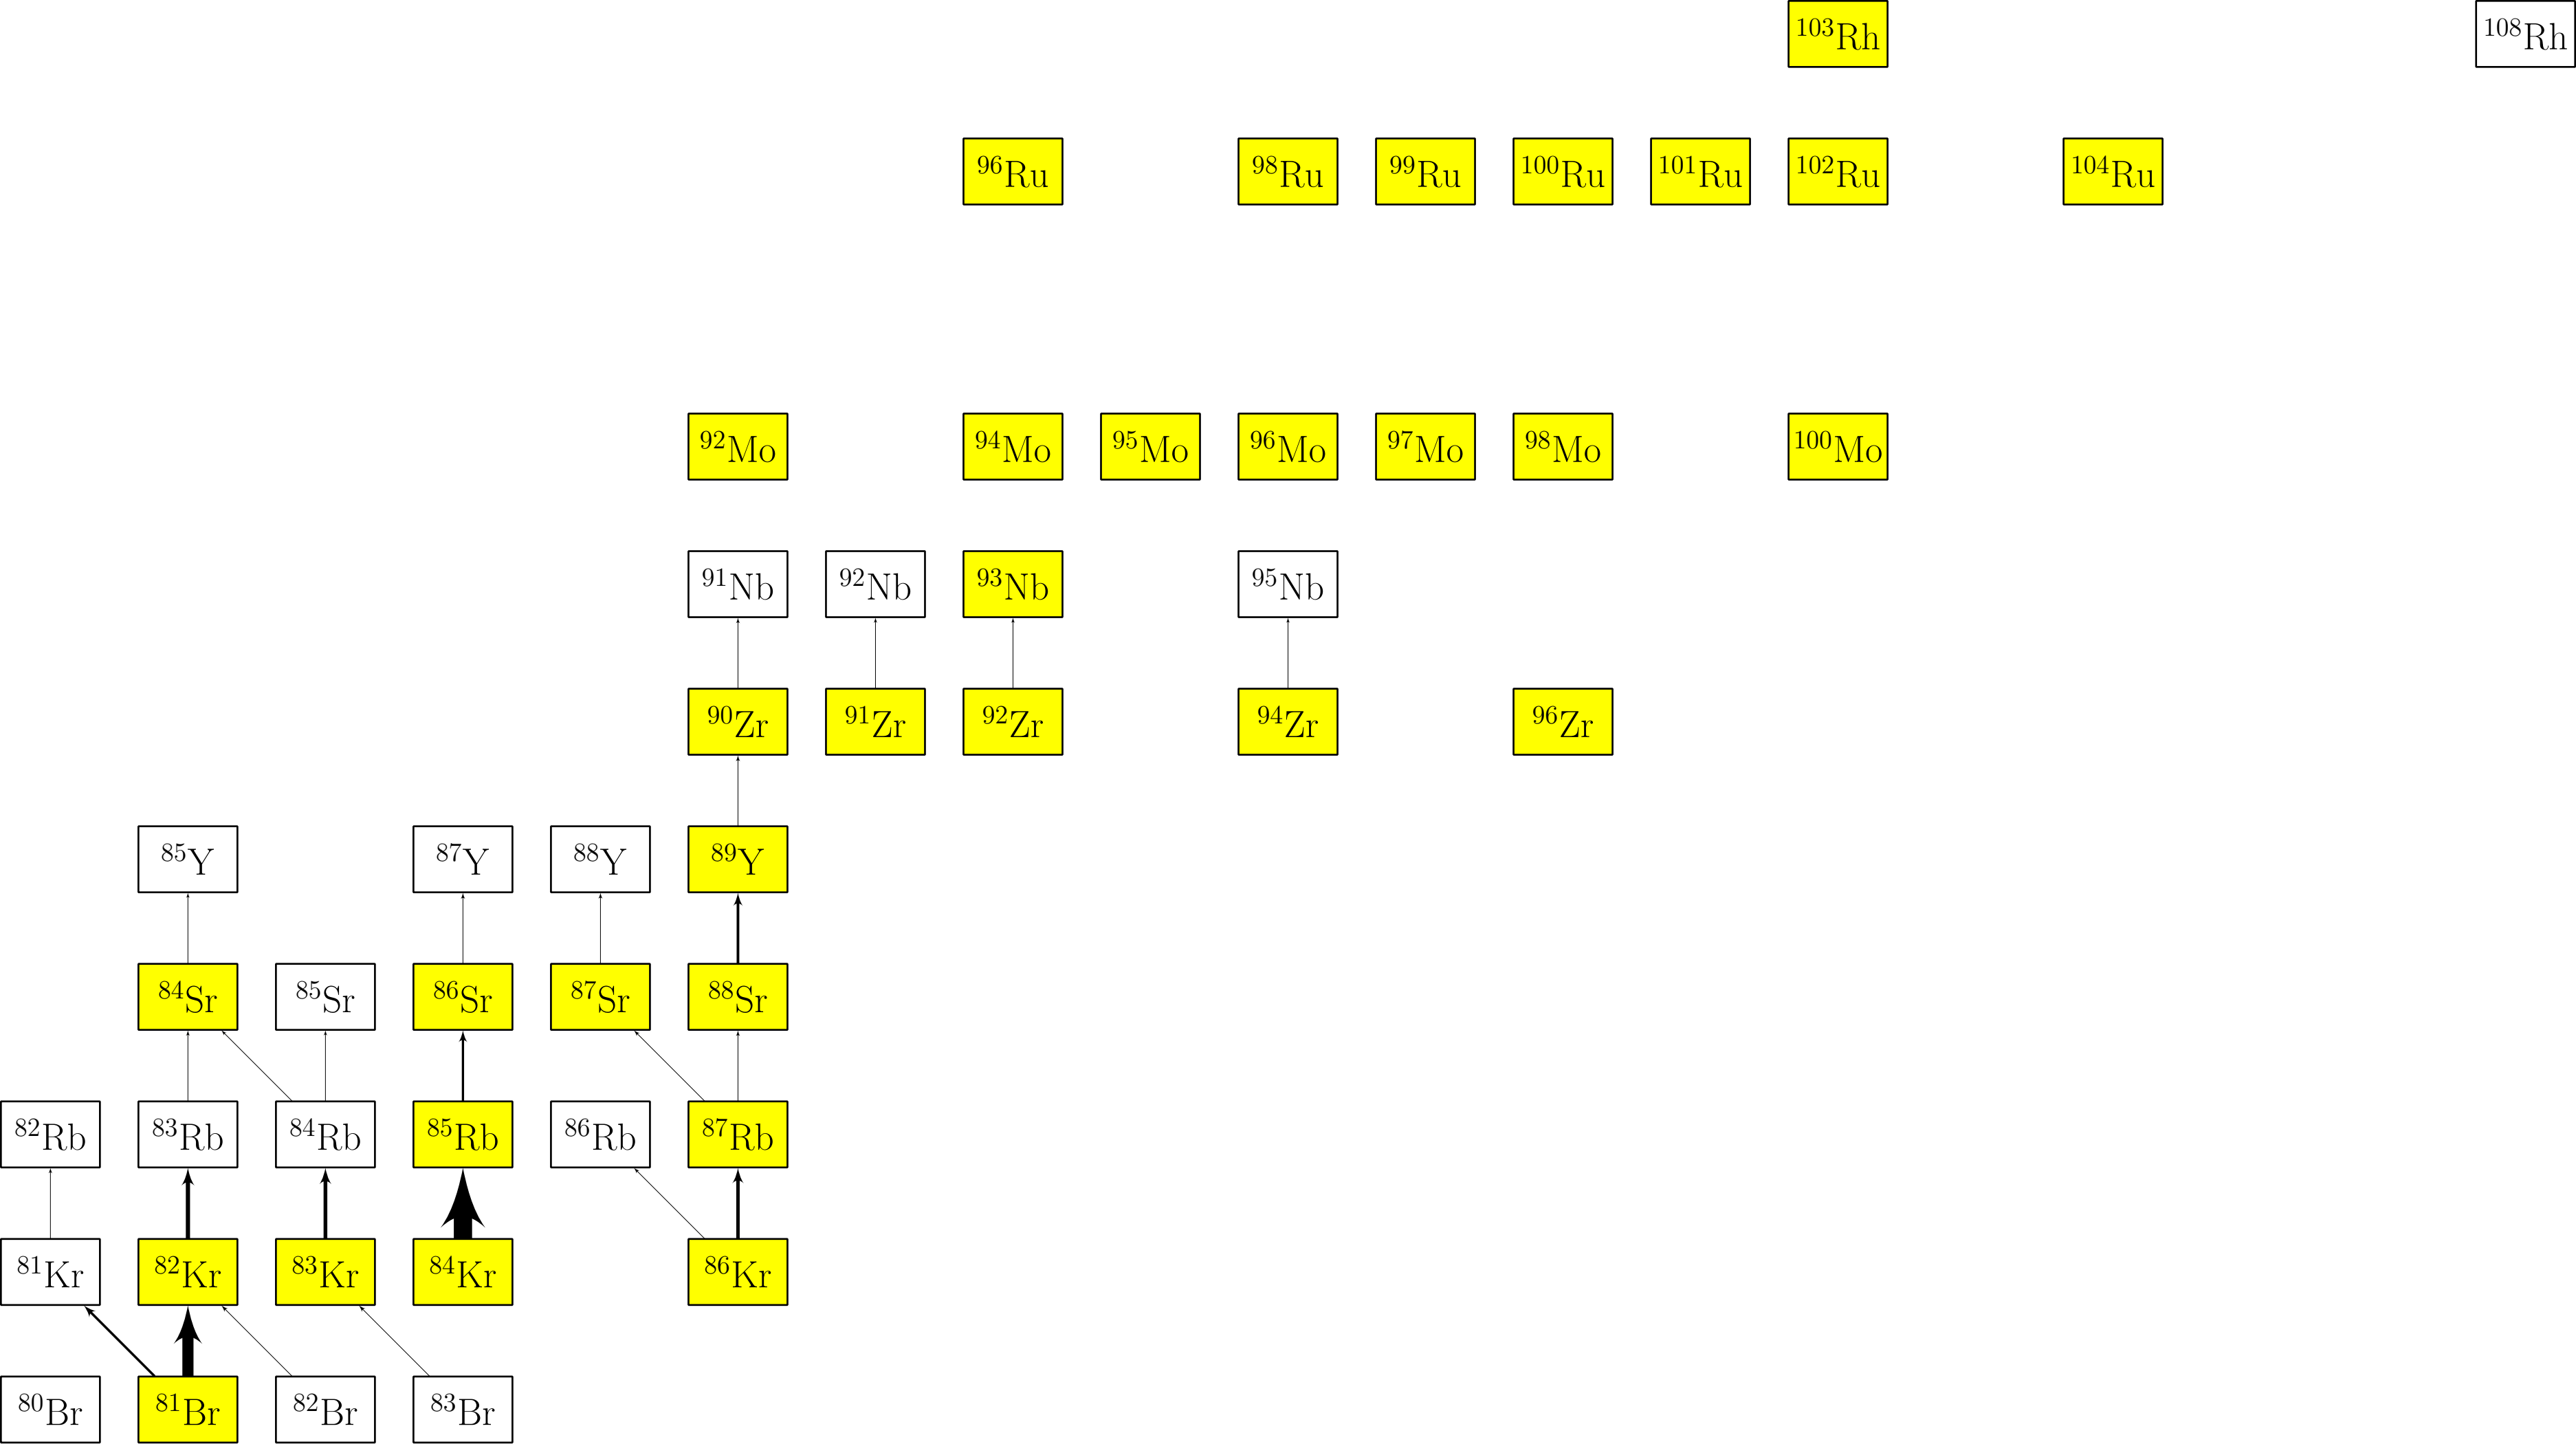 ¹⁰³Rh ¹⁰⁸Rh
⁹⁶Ru ⁹⁸Ru ⁹⁹Ru ¹⁰⁰Ru ¹⁰¹Ru ¹⁰²Ru ¹⁰⁴Ru
⁹²Mo ⁹⁴Mo ⁹⁵Mo ⁹⁶Mo ⁹⁷Mo ⁹⁸Mo ¹⁰⁰Mo
⁹¹Nb ⁹²Nb ⁹³Nb ⁹⁵Nb
⁹⁰Zr ⁹¹Zr ⁹²Zr ⁹⁴Zr ⁹⁶Zr
⁸⁵Y ⁸⁷Y ⁸⁸Y ⁸⁹Y
⁸⁴Sr ⁸⁵Sr ⁸⁶Sr ⁸⁷Sr ⁸⁸Sr
⁸²Rb ⁸³Rb ⁸⁴Rb ⁸⁵Rb ⁸⁶Rb ⁸⁷Rb
⁸¹Kr ⁸²Kr ⁸³Kr ⁸⁴Kr ⁸⁶Kr
⁸⁰Br ⁸¹Br ⁸²Br ⁸³Br